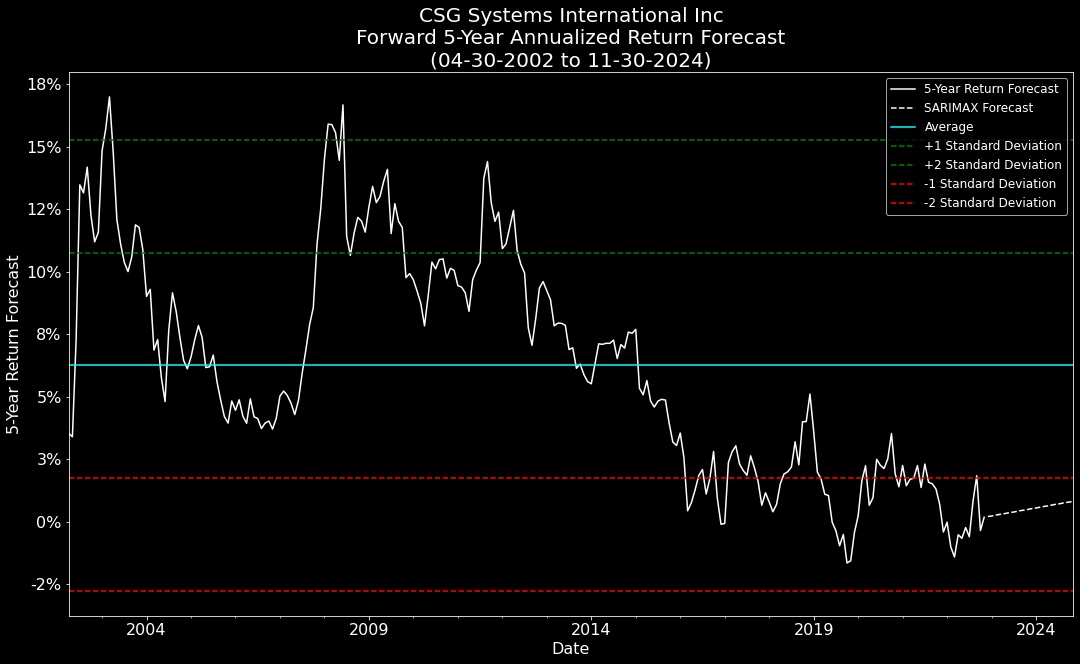 CSG Systems International Inc
Forward 5-Year Annualized Return Forecast
(04-30-2002 to 11-30-2024)
5-Year Return Forecast
SARIMAX Forecast
Average
+1 Standard Deviation
+2 Standard Deviation
-1 Standard Deviation
-2 Standard Deviation
5-Year Return Forecast
18%
15%
12%
10%
8%
5%
3%
0%
-2%
2004
2009
2014
2019
2024
Date